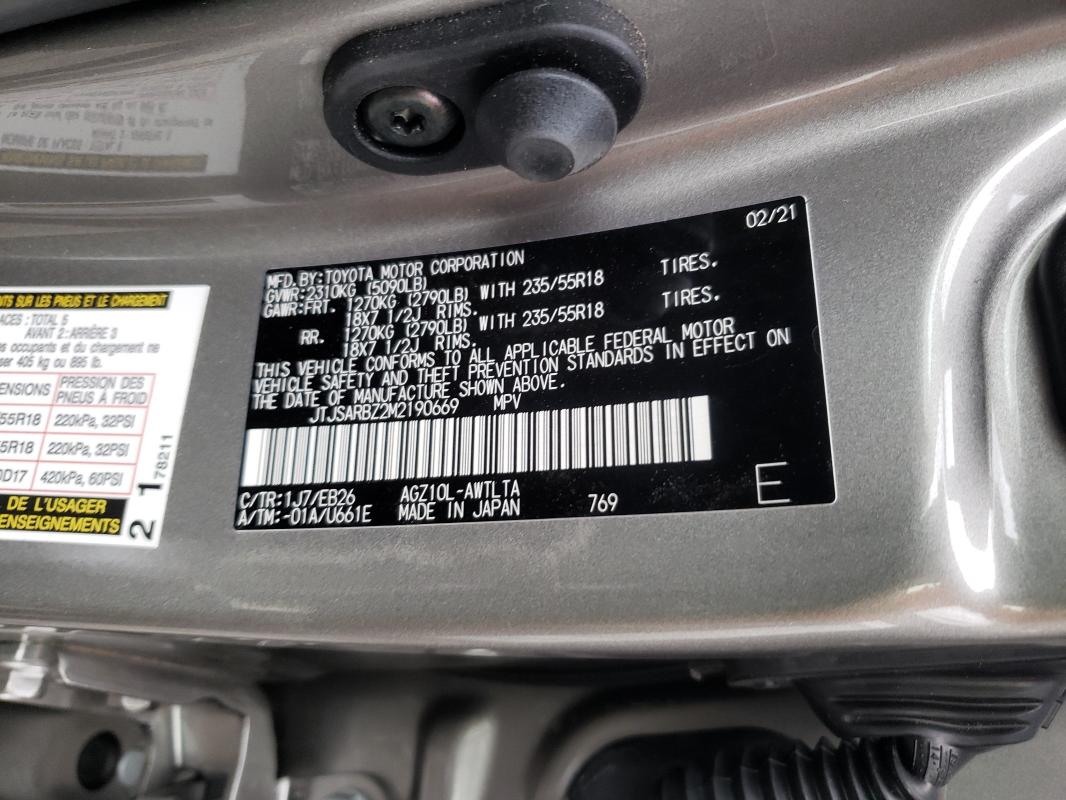 02/21
MFD. BY: TOYOTA MOTOR CORPORATION
GVWR: 2310KG (5090LB)
GAWR: FRT. 1270KG (2790LB) WITH 235/55R18 TIRES.
18X7 1/2J RIMS.
RR. 1270KG (2790LB) WITH 235/55R18 TIRES.
18X7 1/2J RIMS.
THIS VEHICLE CONFORMS TO ALL APPLICABLE FEDERAL MOTOR
VEHICLE SAFETY AND THEFT PREVENTION STANDARDS IN EFFECT ON
THE DATE OF MANUFACTURE SHOWN ABOVE.
JTJSARBZ2M2190669 MPV
C/TR: 1J7/EB26 AGZ10L-AWTLTA
A/TM: -01A/U661E MADE IN JAPAN 769
E
SUR LES PNEUS ET LE CHARGEMENT
: TOTAL 5
AVANT 2: ARRIÈRE 3
occupants et du chargement ne
405 kg ou 895 lb.
PRESSION DES
PNEUS À FROID
55R18 220kPa, 32PSI
5R18 220kPa, 32PSI
0D17 420kPa, 60PSI
DE L'USAGER
ENSEIGNEMENTS
2 1 78211